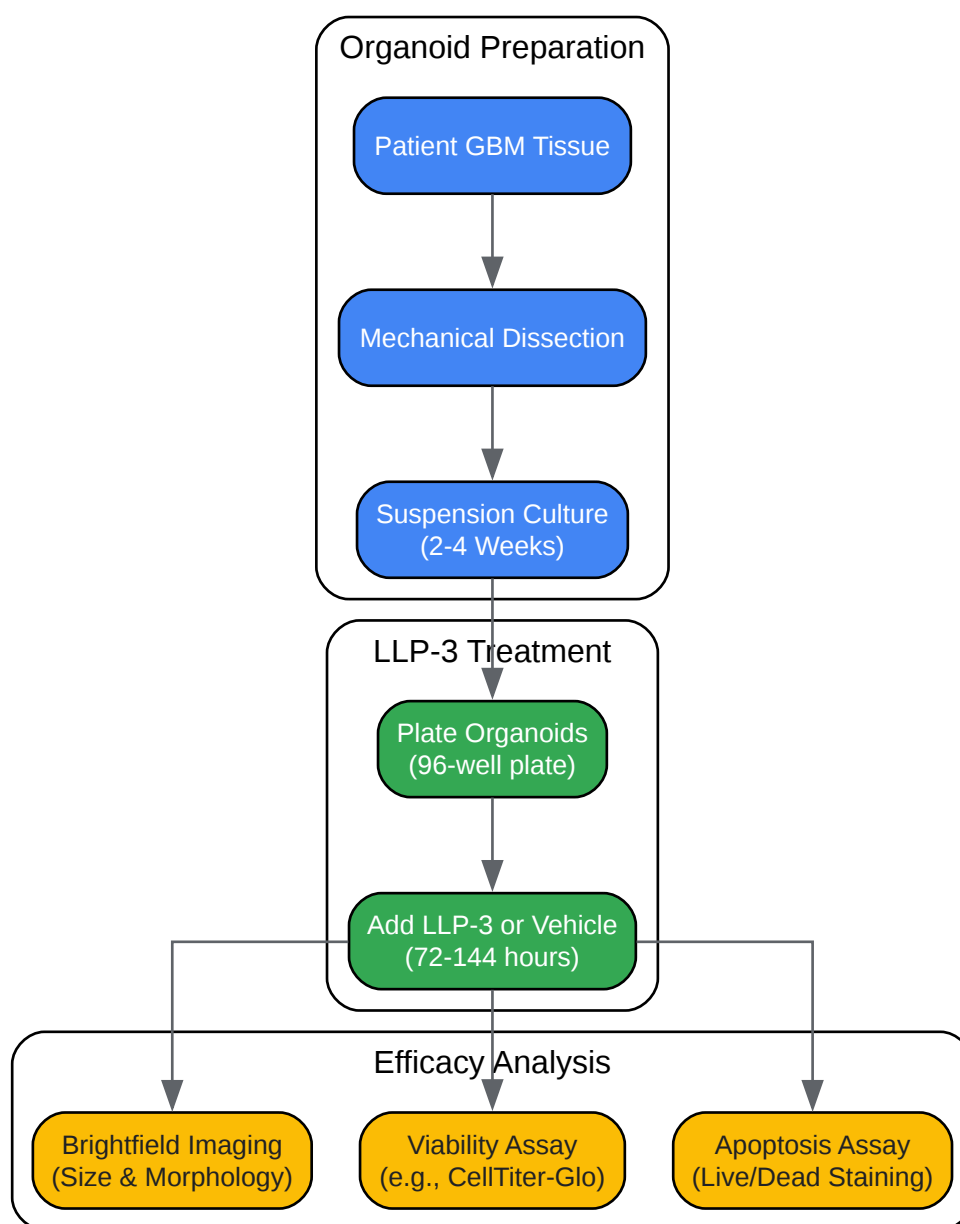 Organoid Preparation
Patient GBM Tissue
Mechanical Dissection
Suspension Culture
(2-4 Weeks)
LLP-3 Treatment
Plate Organoids
(96-well plate)
Add LLP-3 or Vehicle
(72-144 hours)
Efficacy Analysis
Brightfield Imaging
(Size & Morphology)
Viability Assay
(e.g., CellTiter-Glo)
Apoptosis Assay
(Live/Dead Staining)